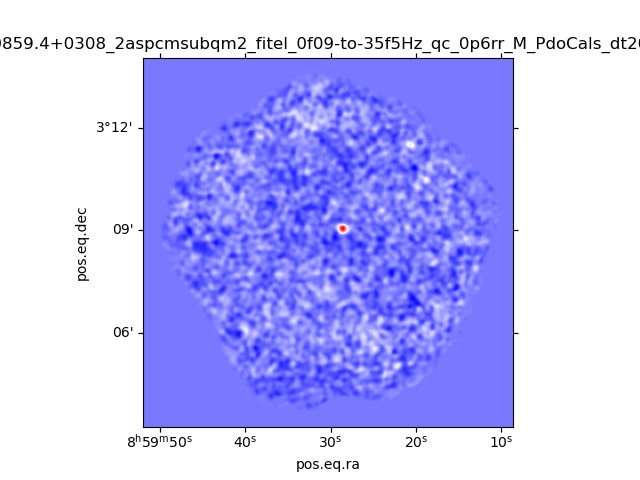 0859.4+0308_2aspcmsubqm2_fitel_0f09-to-35f5Hz_qc_0p6rr_M_PdoCals_dt20
3°12'
09'
06'
pos.eq.dec
8ʰ59ᵐ50ˢ 40ˢ 30ˢ 20ˢ 10ˢ
pos.eq.ra